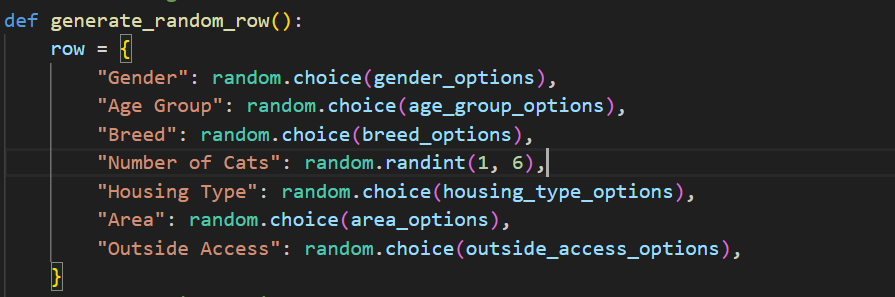 def generate_random_row():
    row = {
        "Gender": random.choice(gender_options),
        "Age Group": random.choice(age_group_options),
        "Breed": random.choice(breed_options),
        "Number of Cats": random.randint(1, 6),
        "Housing Type": random.choice(housing_type_options),
        "Area": random.choice(area_options),
        "Outside Access": random.choice(outside_access_options),
    }